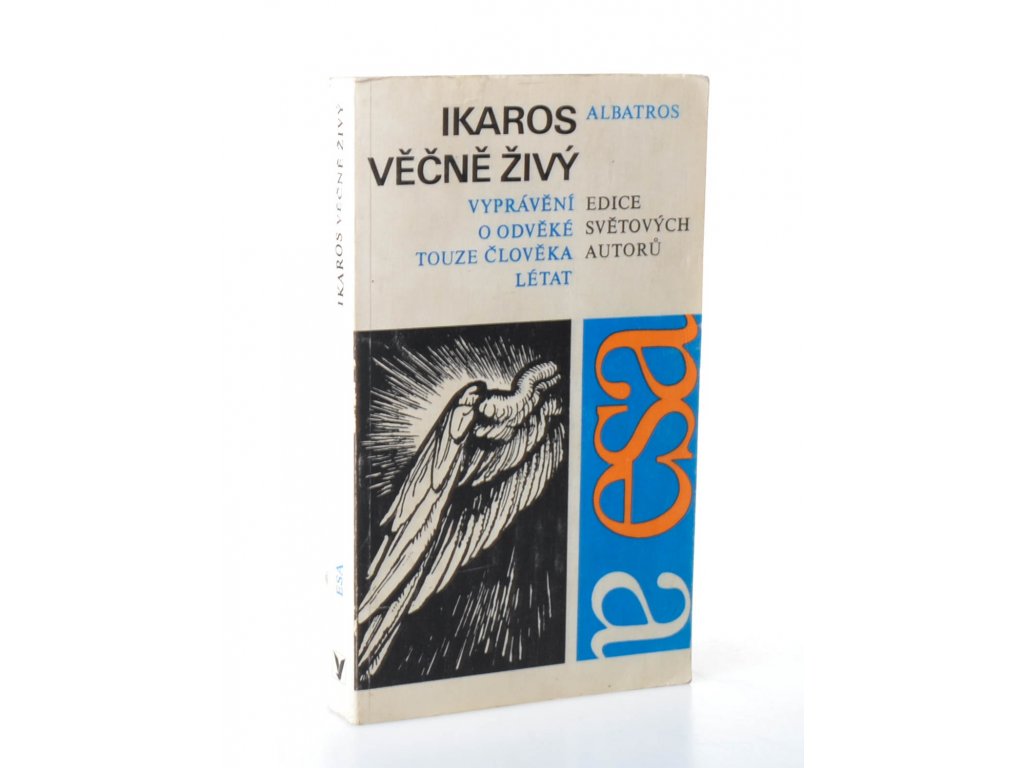 IKAROS
VĚČNĚ ŽIVÝ
VYPRÁVĚNÍ
O ODVĚKÉ
TOUZE ČLOVĚKA
LÉTAT
ALBATROS
EDICE
SVĚTOVÝCH
AUTORŮ
esa
a
IKAROS VĚČNĚ ŽIVÝ
ESA